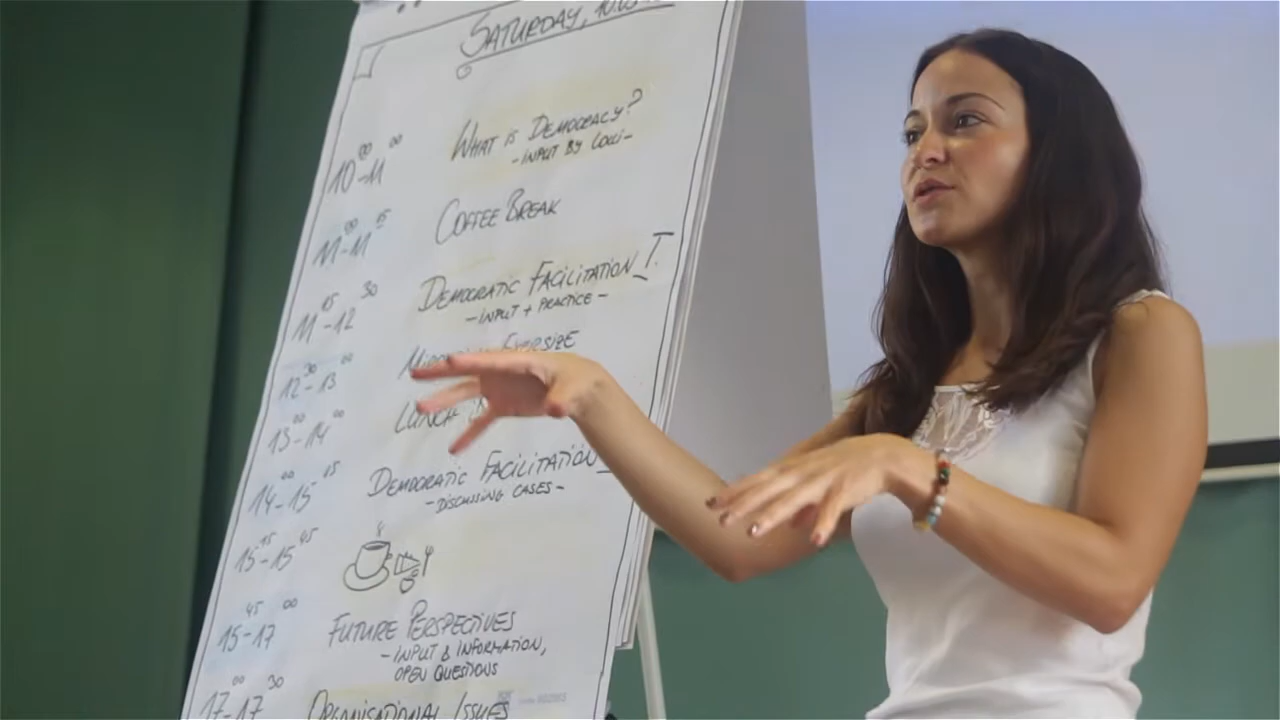 SATURDAY,
10⁰⁰-11⁰⁰ WHAT IS DEMOCRACY?
-INPUT BY
11⁰⁰-11¹⁵ COFFEE BREAK
11¹⁵-12³⁰ DEMOCRATIC FACILITATION I.
-INPUT + PRACTICE-
12³⁰-13⁰⁰ EXERSIZE
13⁰⁰-14⁰⁰ LUNCH
14⁰⁰-15¹⁵ DEMOCRATIC FACILITATION
-DISCUSSING CASES-
15¹⁵-15⁴⁵
15⁴⁵-17⁰⁰ FUTURE PERSPECTIVES
-INPUT & INFORMATION,
OPEN QUESTIONS
17⁰⁰-17³⁰ ORGANISATIONAL ISSUES